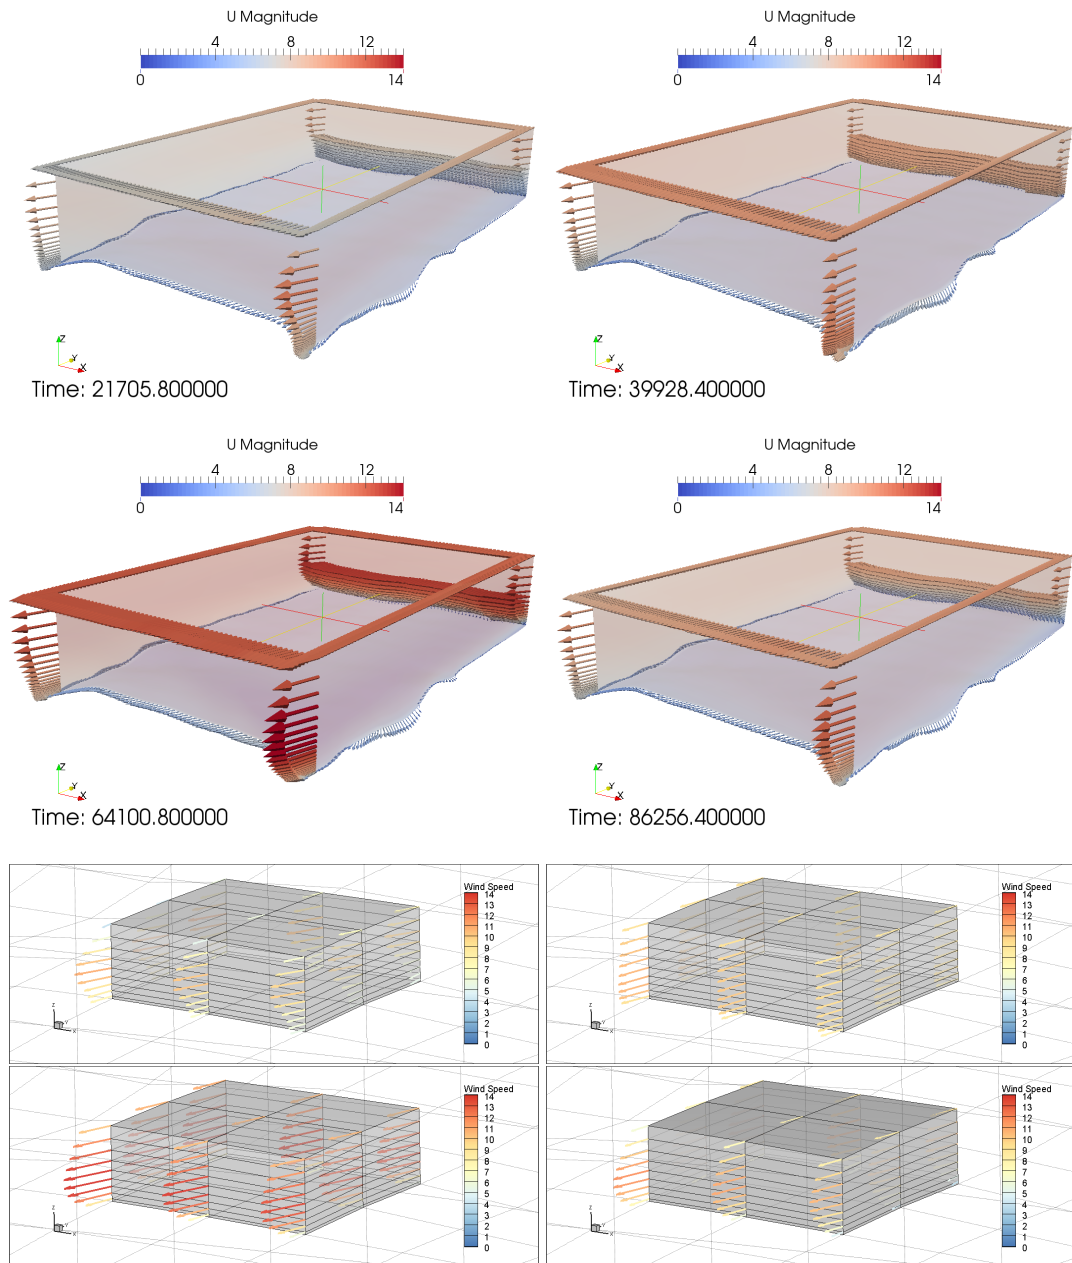 U Magnitude
4 8 12
0 14
Z
Y
X
Time: 21705.800000
U Magnitude
4 8 12
0 14
Z
Y
X
Time: 39928.400000
U Magnitude
4 8 12
0 14
Z
Y
X
Time: 64100.800000
U Magnitude
4 8 12
0 14
Z
Y
X
Time: 86256.400000
Wind Speed
14
13
12
11
10
9
8
7
6
5
4
3
2
1
0
Z
Y
X
Wind Speed
14
13
12
11
10
9
8
7
6
5
4
3
2
1
0
Z
Y
X
Wind Speed
14
13
12
11
10
9
8
7
6
5
4
3
2
1
0
Z
Y
X
Wind Speed
14
13
12
11
10
9
8
7
6
5
4
3
2
1
0
Z
Y
X